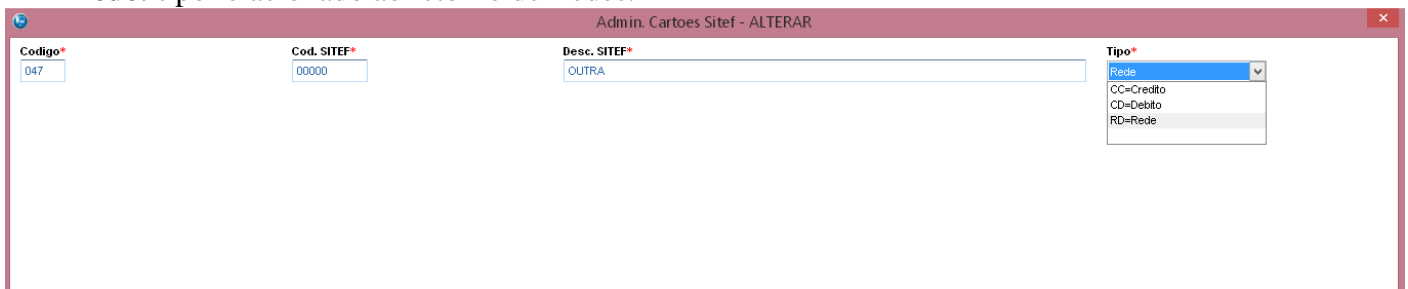 Admin. Cartoes Sitef - ALTERAR
Codigo* Cod. SITEF* Desc. SITEF* Tipo*
047 00000 OUTRA Rede
CC=Credito
CD=Debito
RD=Rede